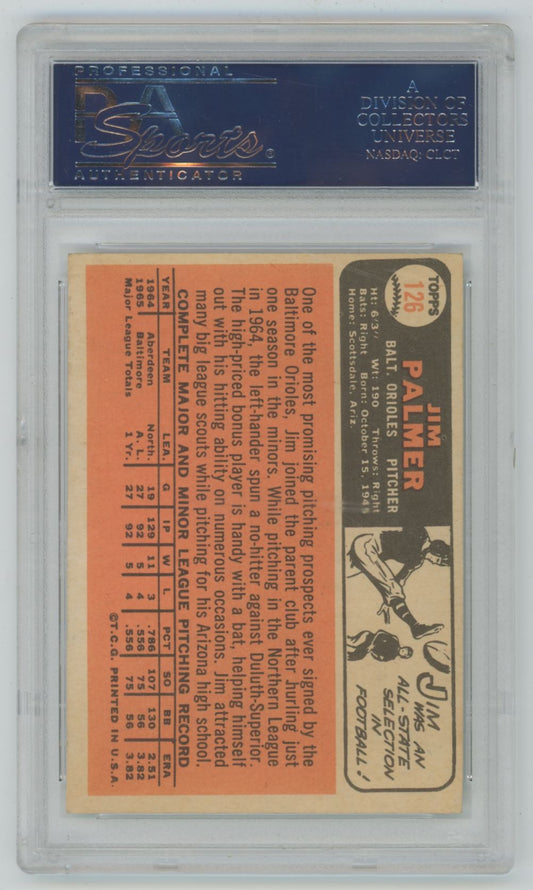 PROFESSIONAL
PSA
Sports®
AUTHENTICATOR
A
DIVISION OF
COLLECTORS
UNIVERSE
NASDAQ: CLCT
TOPPS
126
JIM
PALMER
BALT. ORIOLES PITCHER
Ht: 6'3" Wt: 190 Throws: Right
Bats: Right Born: October 15, 1945
Home: Scottsdale, Ariz.
JIM
WAS AN
ALL-STATE
SELECTION
IN
FOOTBALL!
One of the most promising pitching prospects ever signed by the
Baltimore Orioles, Jim joined the parent club after hurling just
one season in the minors. While pitching in the Northern League
in 1964, the left-hander spun a no-hitter against Duluth-Superior.
The high-priced bonus player is handy with a bat, helping himself
out with his hitting ability on numerous occasions. Jim attracted
many big league scouts while pitching for his Arizona high school.
COMPLETE MAJOR AND MINOR LEAGUE PITCHING RECORD
YEAR TEAM LEA. G IP W L PCT SO BB ERA
1964 Aberdeen North. 19 129 11 3 .786 107 130 2.51
1965 Baltimore A. L. 27 92 5 4 .556 75 56 3.82
Major League Totals 1 Yr. 27 92 5 4 .556 75 56 3.82
©T.C.G. PRINTED IN U.S.A.